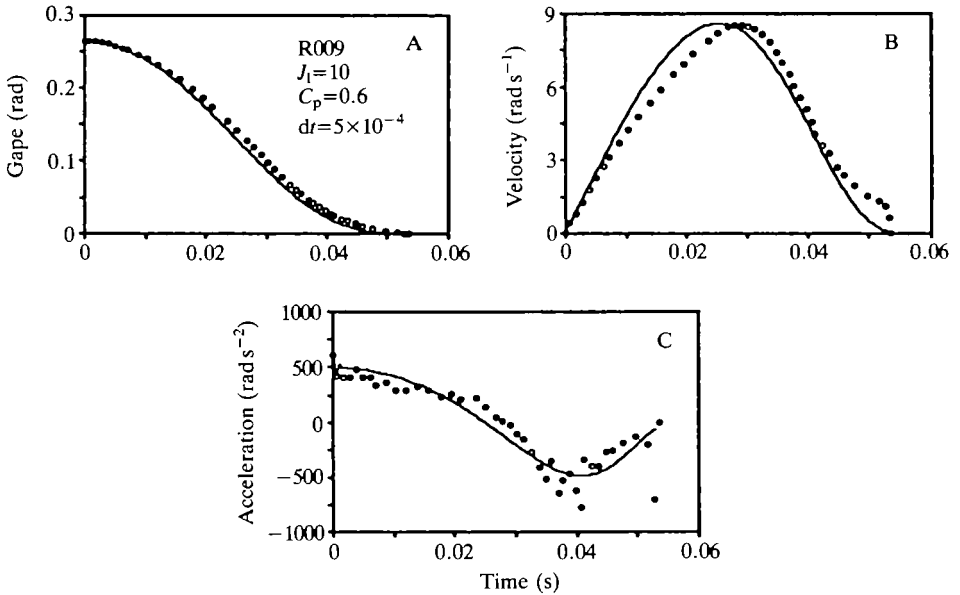 0.3
0.2
0.1
0
Gape (rad)
0
0.02
0.04
0.06
A
R009
J₁=10
Cₚ=0.6
dt=5×10⁻⁴
9
6
3
0
Velocity (rad s⁻¹)
0
0.02
0.04
0.06
B
1000
500
0
−500
−1000
Acceleration (rad s⁻²)
0
0.02
0.04
0.06
C
Time (s)